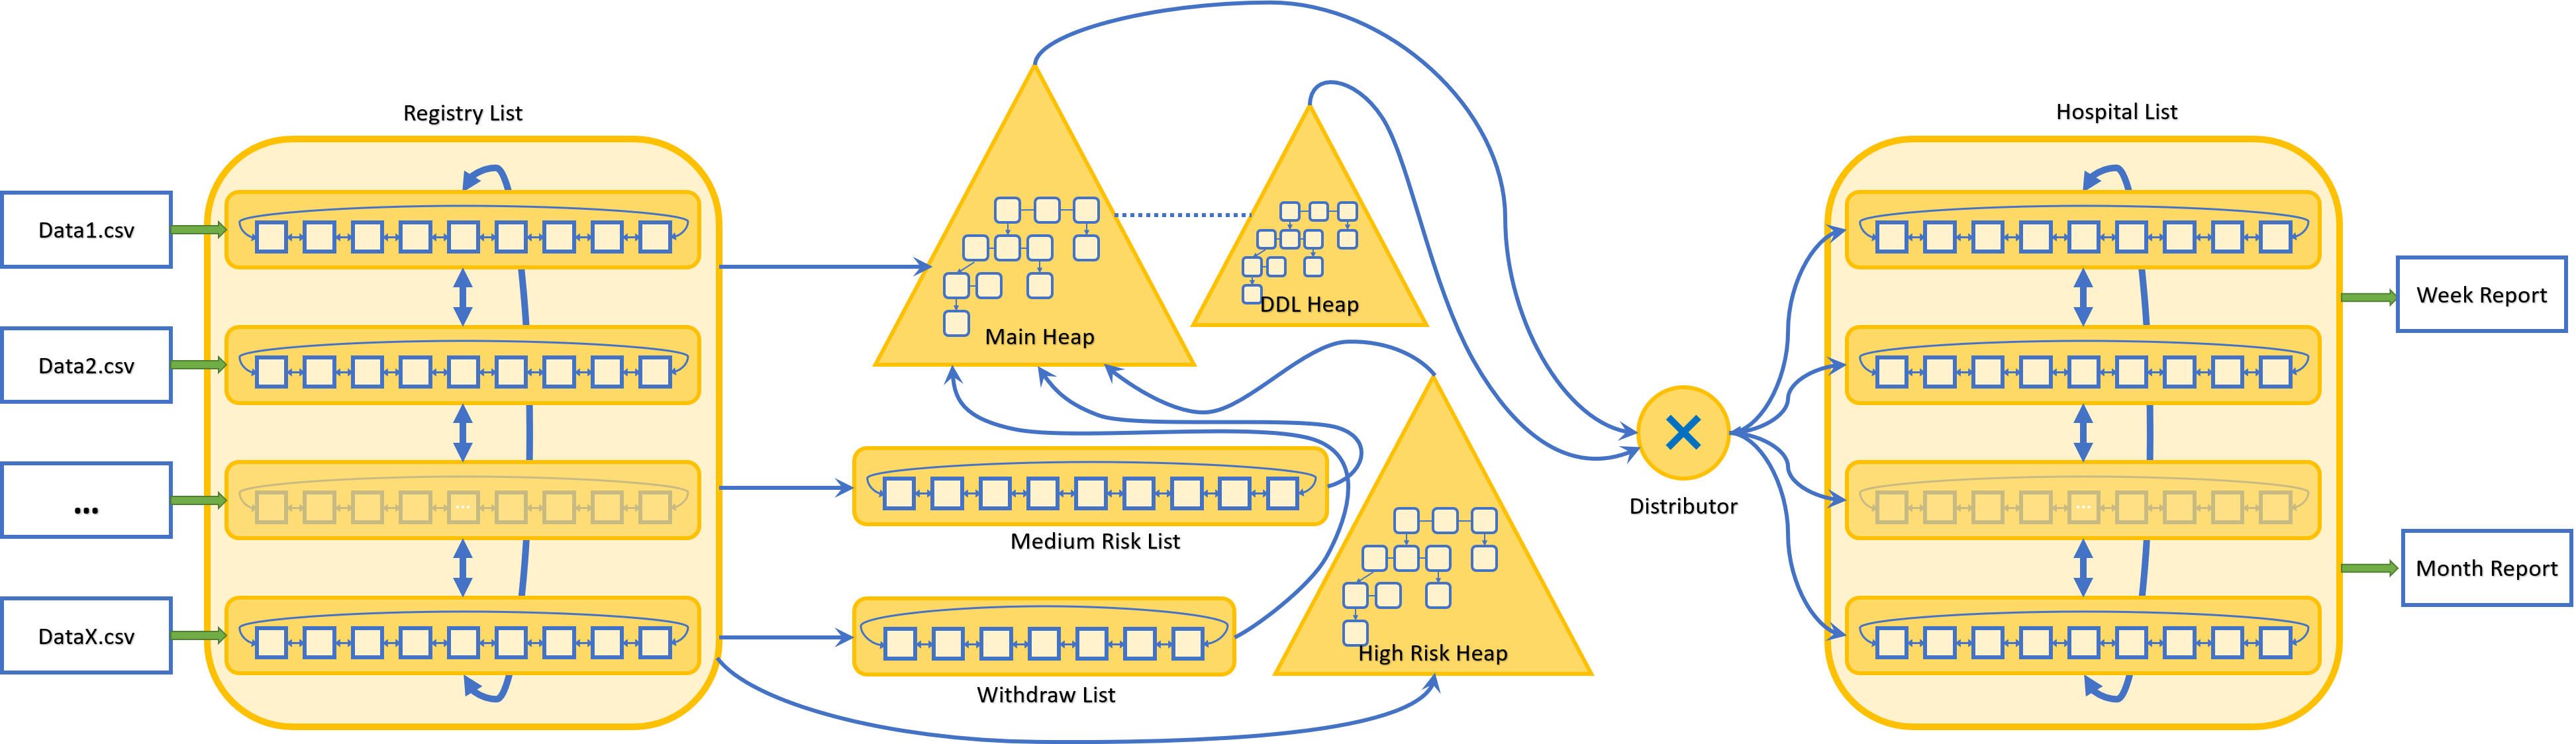 Registry List
Data1.csv
Data2.csv
...
DataX.csv
...
Main Heap
DDL Heap
Medium Risk List
Withdraw List
High Risk Heap
Distributor
Hospital List
...
Week Report
Month Report